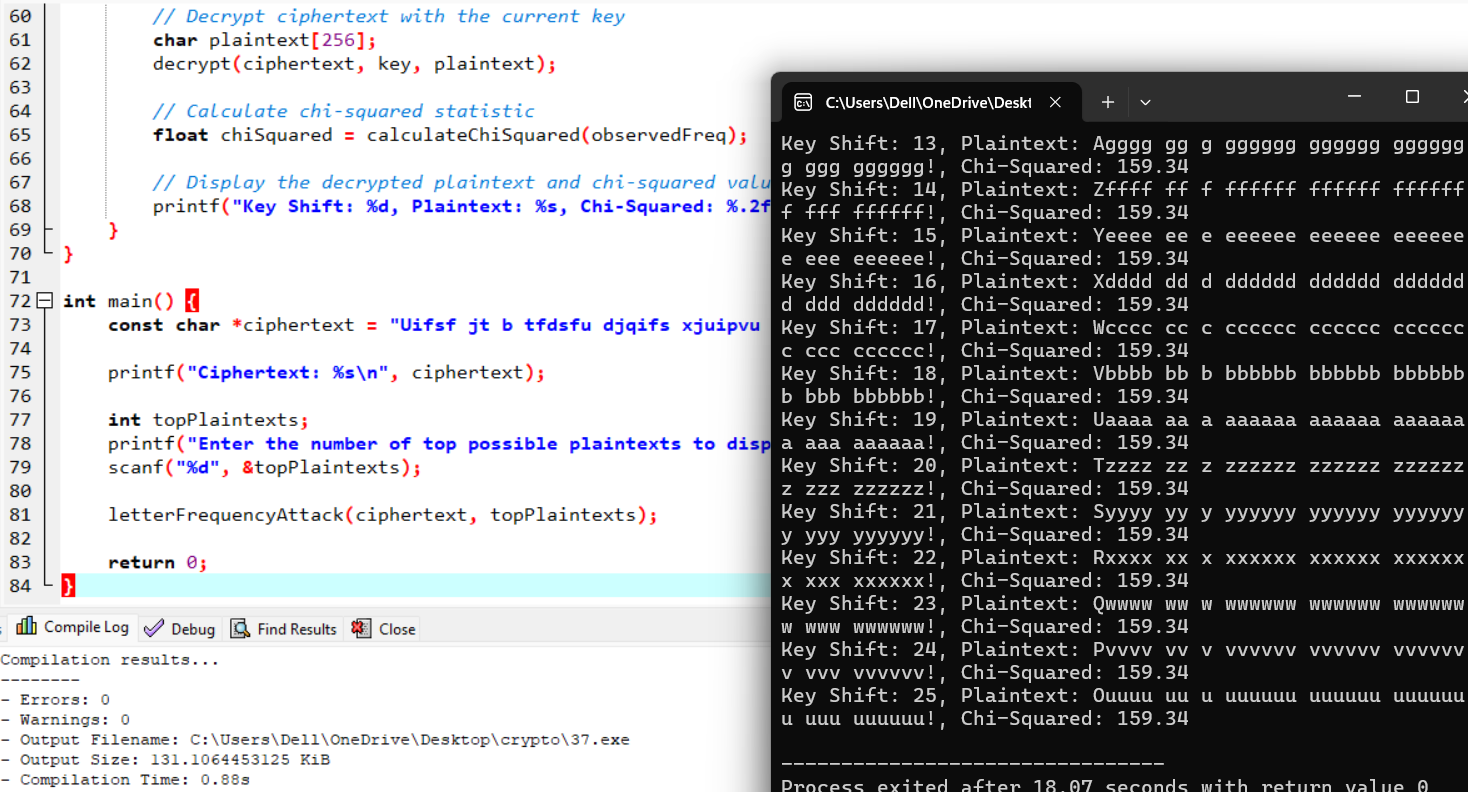 60 // Decrypt ciphertext with the current key
61 char plaintext[256];
62 decrypt(ciphertext, key, plaintext);
63
64 // Calculate chi-squared statistic
65 float chiSquared = calculateChiSquared(observedFreq);
66
67 // Display the decrypted plaintext and chi-squared valu
68 printf("Key Shift: %d, Plaintext: %s, Chi-Squared: %.2f
69 }
70 }
71
72 int main() {
73 const char *ciphertext = "Uifsf jt b tfdsfu djqifs xjuipvu
74
75 printf("Ciphertext: %s\n", ciphertext);
76
77 int topPlaintexts;
78 printf("Enter the number of top possible plaintexts to disp
79 scanf("%d", &topPlaintexts);
80
81 letterFrequencyAttack(ciphertext, topPlaintexts);
82
83 return 0;
84 }
Compile Log Debug Find Results Close
Compilation results...
--------
- Errors: 0
- Warnings: 0
- Output Filename: C:\Users\Dell\OneDrive\Desktop\crypto\37.exe
- Output Size: 131.1064453125 KiB
- Compilation Time: 0.88s
C:\Users\Dell\OneDrive\Deskt
Key Shift: 13, Plaintext: Agggg gg g gggggg gggggg gggggg
g ggg gggggg!, Chi-Squared: 159.34
Key Shift: 14, Plaintext: Zffff ff f ffffff ffffff ffffff
f fff ffffff!, Chi-Squared: 159.34
Key Shift: 15, Plaintext: Yeeee ee e eeeeee eeeeee eeeeee
e eee eeeeee!, Chi-Squared: 159.34
Key Shift: 16, Plaintext: Xdddd dd d dddddd dddddd dddddd
d ddd dddddd!, Chi-Squared: 159.34
Key Shift: 17, Plaintext: Wcccc cc c cccccc cccccc cccccc
c ccc cccccc!, Chi-Squared: 159.34
Key Shift: 18, Plaintext: Vbbbb bb b bbbbbb bbbbbb bbbbbb
b bbb bbbbbb!, Chi-Squared: 159.34
Key Shift: 19, Plaintext: Uaaaa aa a aaaaaa aaaaaa aaaaaa
a aaa aaaaaa!, Chi-Squared: 159.34
Key Shift: 20, Plaintext: Tzzzz zz z zzzzzz zzzzzz zzzzzz
z zzz zzzzzz!, Chi-Squared: 159.34
Key Shift: 21, Plaintext: Syyyy yy y yyyyyy yyyyyy yyyyyy
y yyy yyyyyy!, Chi-Squared: 159.34
Key Shift: 22, Plaintext: Rxxxx xx x xxxxxx xxxxxx xxxxxx
x xxx xxxxxx!, Chi-Squared: 159.34
Key Shift: 23, Plaintext: Qwwww ww w wwwwww wwwwww wwwwww
w www wwwwww!, Chi-Squared: 159.34
Key Shift: 24, Plaintext: Pvvvv vv v vvvvvv vvvvvv vvvvvv
v vvv vvvvvv!, Chi-Squared: 159.34
Key Shift: 25, Plaintext: Ouuuu uu u uuuuuu uuuuuu uuuuuu
u uuu uuuuuu!, Chi-Squared: 159.34
--------------------------------
Process exited after 18.07 seconds with return value 0